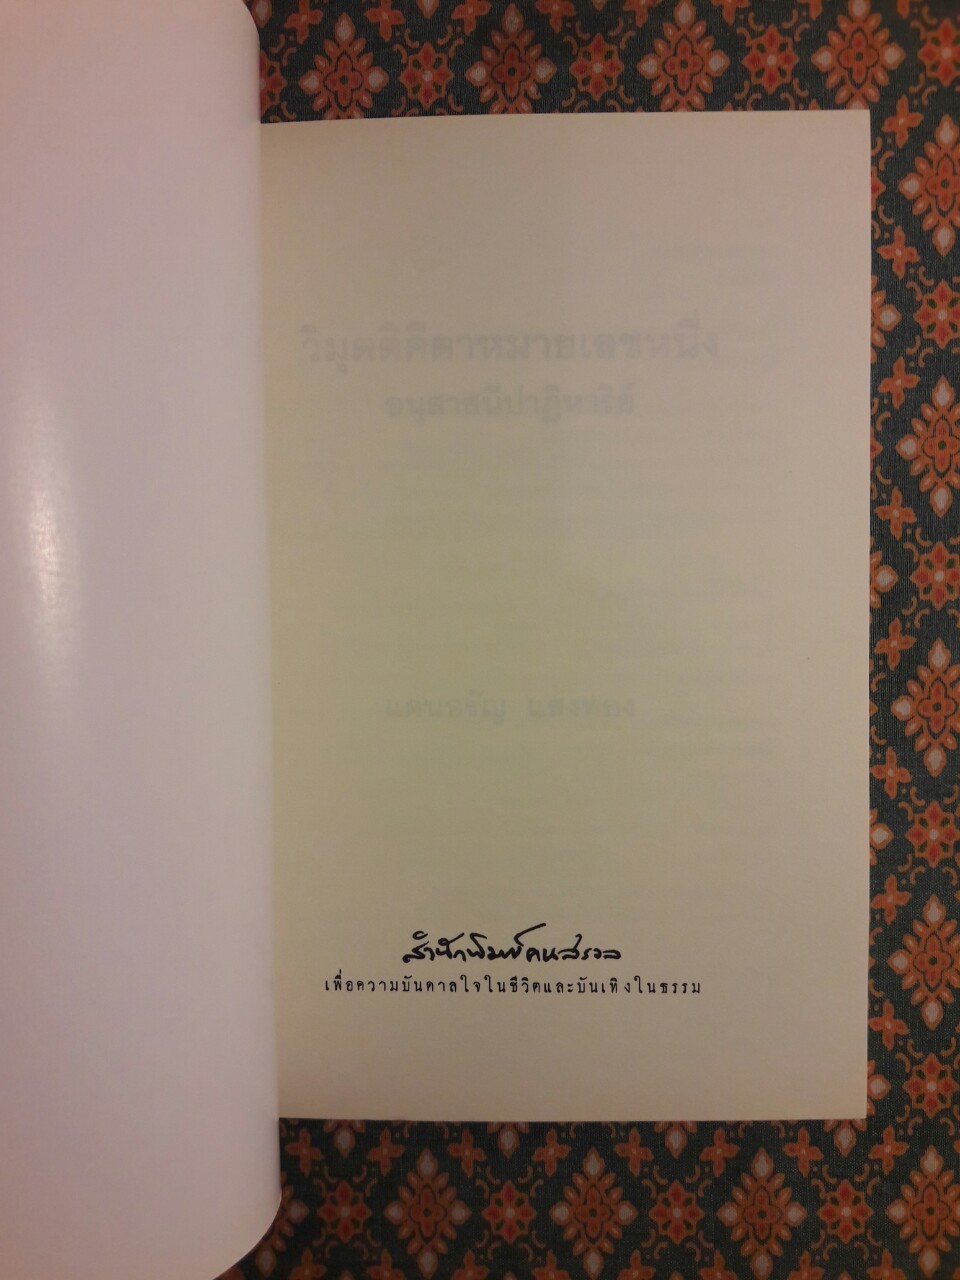 วิมุตติคีตาหมายเลขหนึ่ง
อนุสาสนีปาฏิหาริย์
แดนอรัญ แสงทอง
สำนักพิมพ์คนสรวล
เพื่อความบันดาลใจในชีวิตและบันเทิงในธรรม